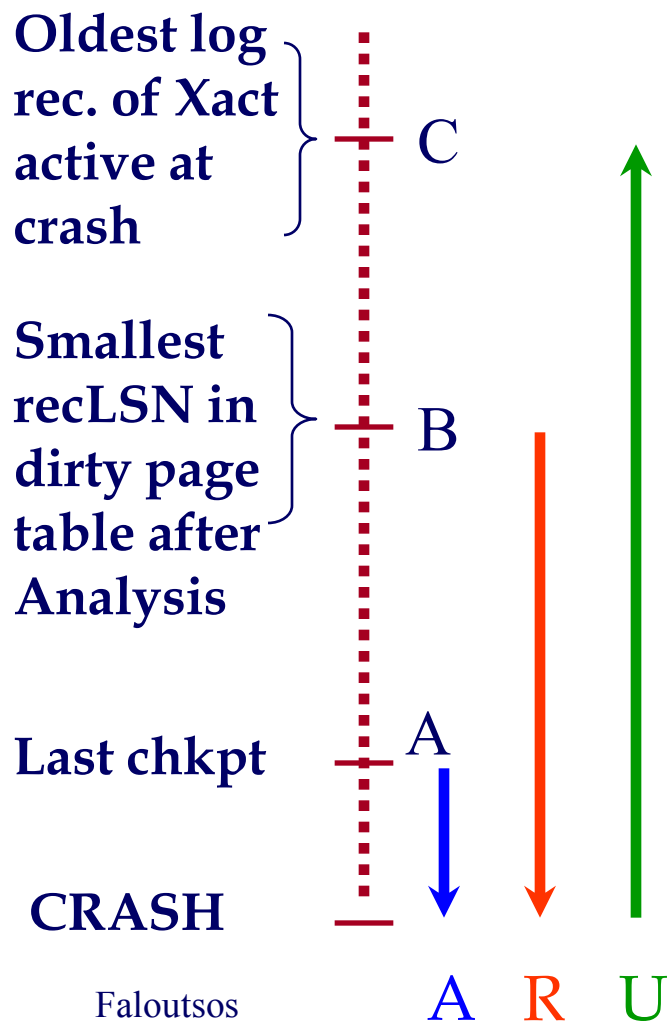 Oldest log
rec. of Xact
active at
crash
C
Smallest
recLSN in
dirty page
table after
Analysis
B
A
Last chkpt
CRASH
Faloutsos
A R U